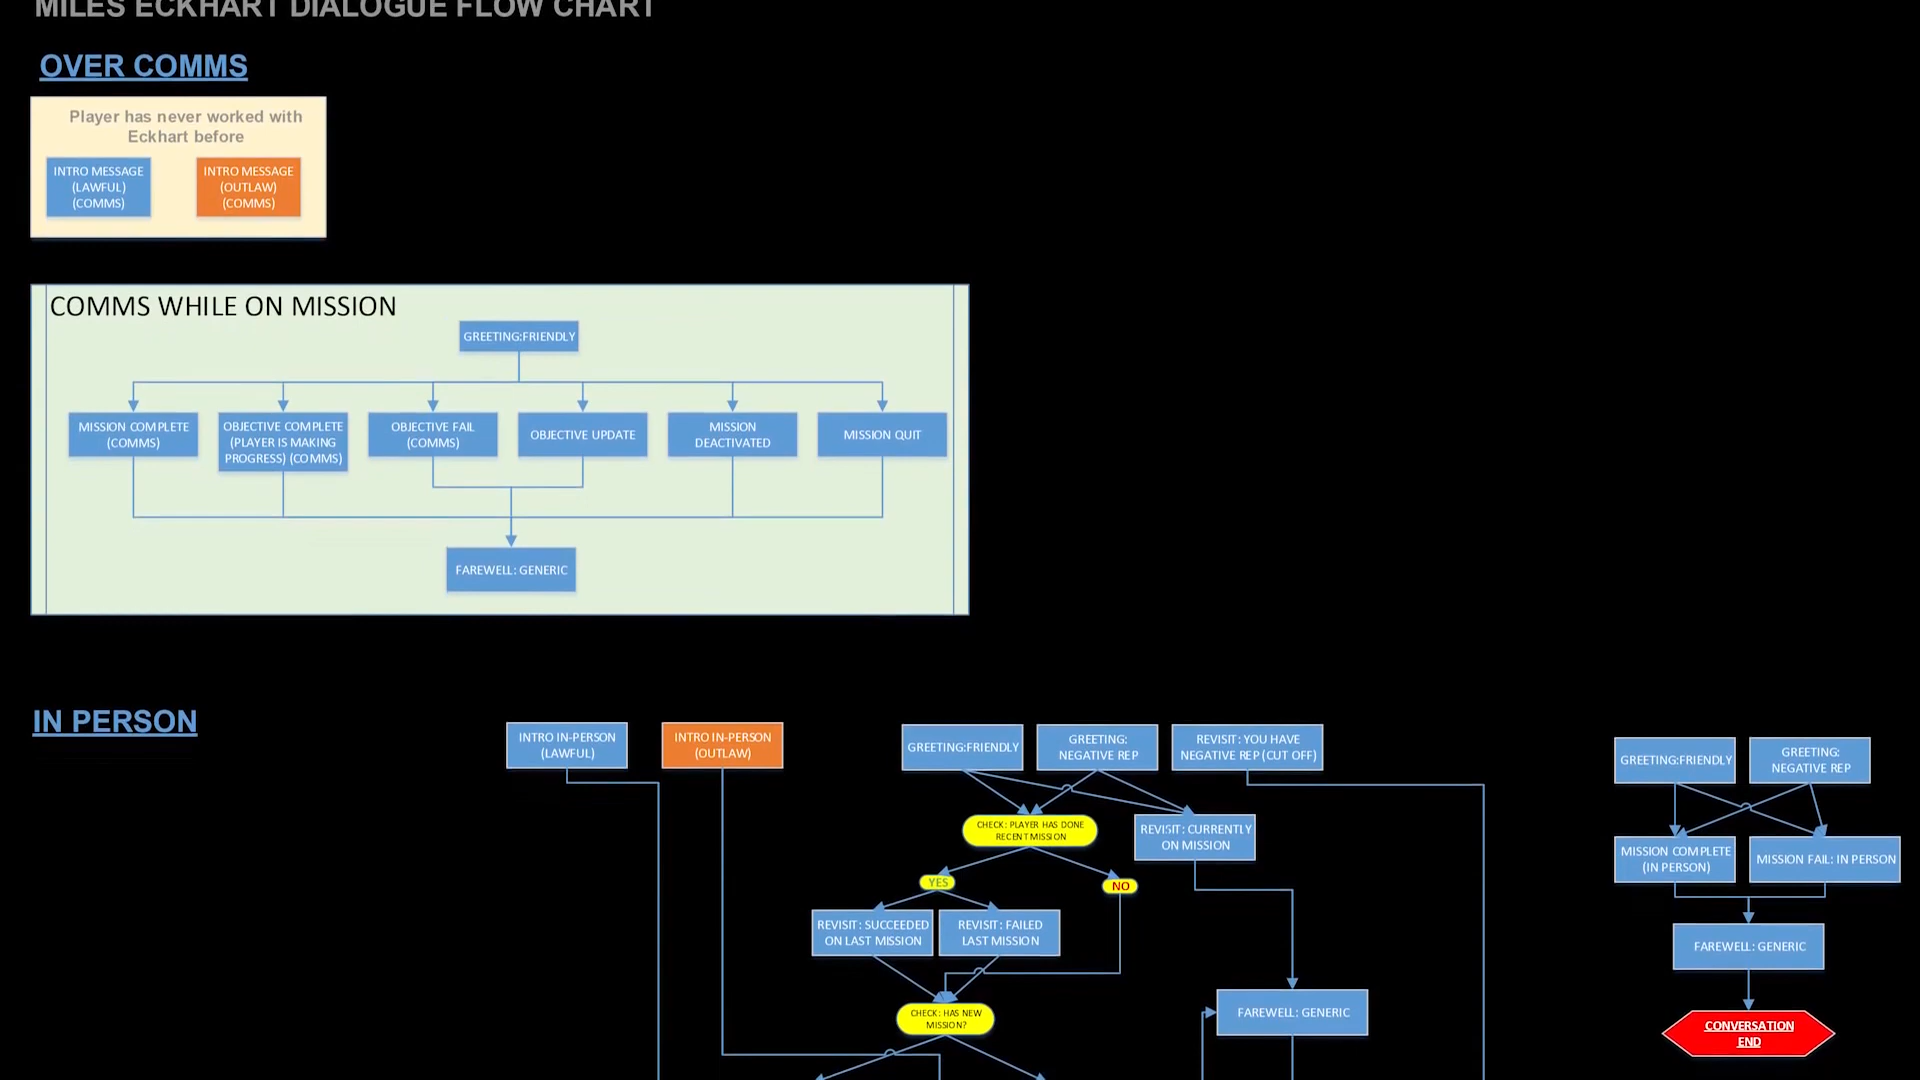 MILES ECKHART DIALOGUE FLOW CHART
OVER COMMS
Player has never worked with
Eckhart before
INTRO MESSAGE
(LAWFUL)
(COMMS)
INTRO MESSAGE
(OUTLAW)
(COMMS)
COMMS WHILE ON MISSION
GREETING:FRIENDLY
MISSION COMPLETE
(COMMS)
OBJECTIVE COMPLETE
(PLAYER IS MAKING
PROGRESS) (COMMS)
OBJECTIVE FAIL
(COMMS)
OBJECTIVE UPDATE
MISSION
DEACTIVATED
MISSION QUIT
FAREWELL: GENERIC
IN PERSON
INTRO IN-PERSON
(LAWFUL)
INTRO IN-PERSON
(OUTLAW)
GREETING:FRIENDLY
GREETING:
NEGATIVE REP
REVISIT: YOU HAVE
NEGATIVE REP (CUT OFF)
GREETING:FRIENDLY
GREETING:
NEGATIVE REP
CHECK: PLAYER HAS DONE
RECENT MISSION
REVISIT: CURRENTLY
ON MISSION
MISSION COMPLETE
(IN PERSON)
MISSION FAIL: IN PERSON
YES
NO
REVISIT: SUCCEEDED
ON LAST MISSION
REVISIT: FAILED
LAST MISSION
FAREWELL: GENERIC
CHECK: HAS NEW
MISSION?
FAREWELL: GENERIC
CONVERSATION
END